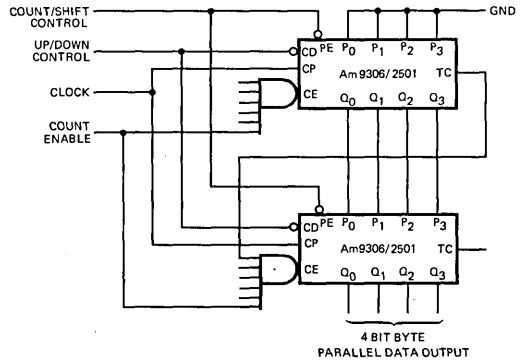 COUNT/SHIFT CONTROL
GND
UP/DOWN CONTROL
CLOCK
COUNT ENABLE
PE P0 P1 P2 P3
CD
CP
Am9306/2501
TC
CE
Q0 Q1 Q2 Q3
PE P0 P1 P2 P3
CD
CP
Am9306/2501
TC
CE
Q0 Q1 Q2 Q3
4 BIT BYTE
PARALLEL DATA OUTPUT